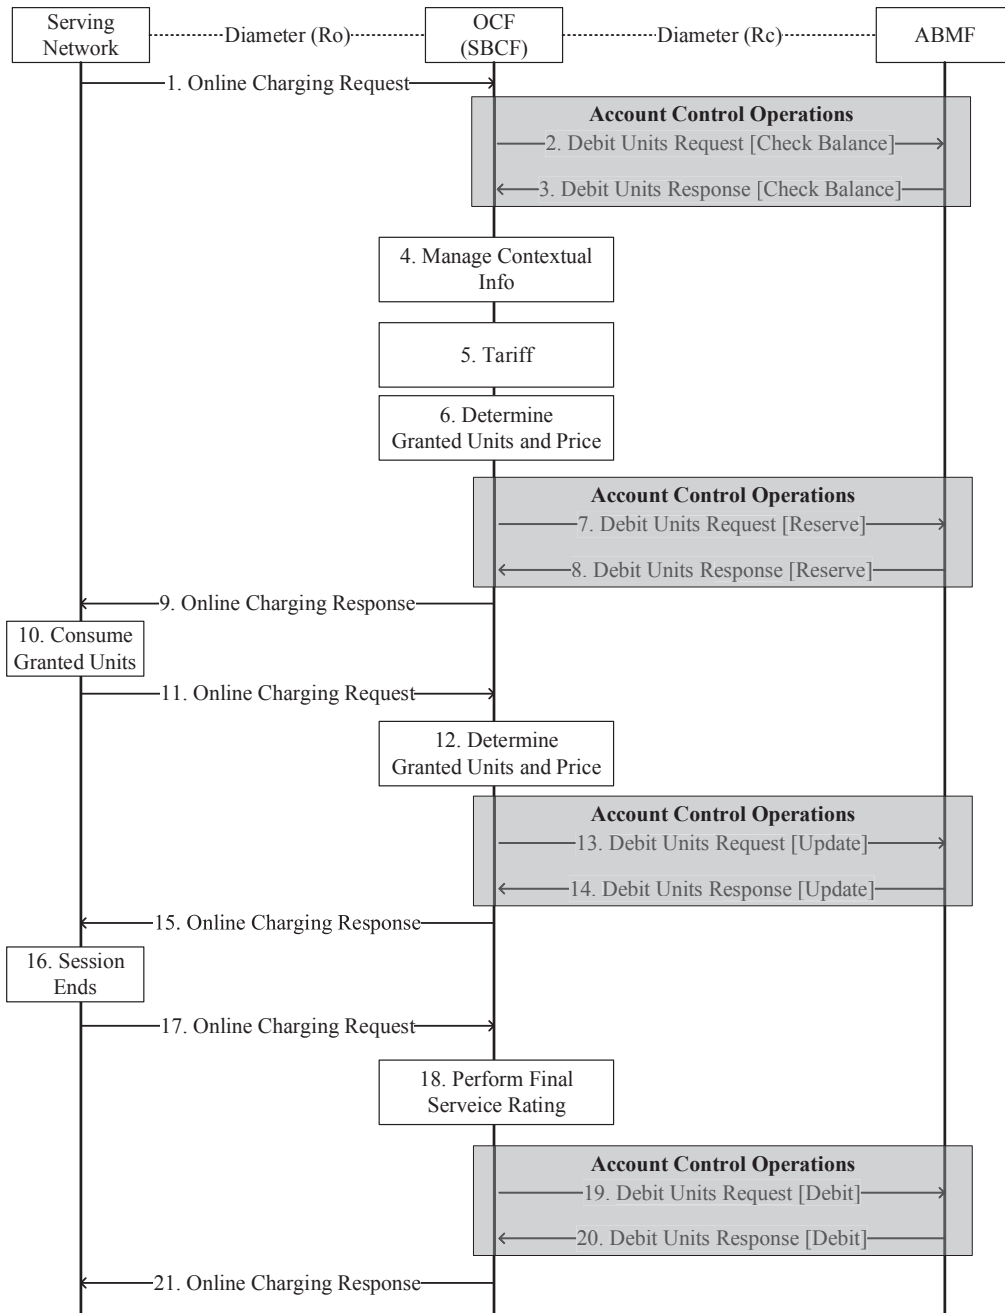 Serving
Network
Diameter (Ro)
OCF
(SBCF)
Diameter (Rc)
ABMF
1. Online Charging Request
Account Control Operations
2. Debit Units Request [Check Balance]
3. Debit Units Response [Check Balance]
4. Manage Contextual
Info
5. Tariff
6. Determine
Granted Units and Price
Account Control Operations
7. Debit Units Request [Reserve]
8. Debit Units Response [Reserve]
9. Online Charging Response
10. Consume
Granted Units
11. Online Charging Request
12. Determine
Granted Units and Price
Account Control Operations
13. Debit Units Request [Update]
14. Debit Units Response [Update]
15. Online Charging Response
16. Session
Ends
17. Online Charging Request
18. Perform Final
Serveice Rating
Account Control Operations
19. Debit Units Request [Debit]
20. Debit Units Response [Debit]
21. Online Charging Response